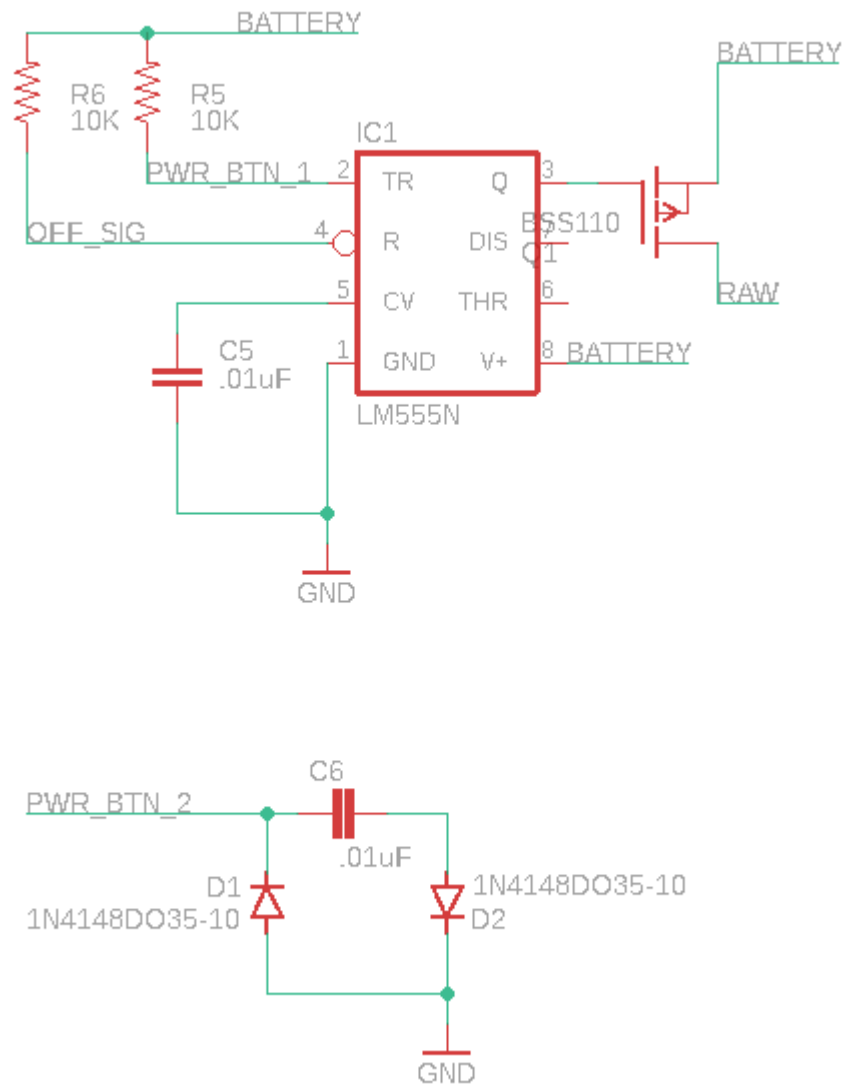 BATTERY
BATTERY
R6
10K
R5
10K
IC1
PWR_BTN_1
2
TR
Q
3
OFF_SIG
4
R
DIS
7
BSS110
Q1
5
CV
THR
6
RAW
C5
.01uF
1
GND
V+
8
BATTERY
LM555N
GND
C6
PWR_BTN_2
.01uF
D1
1N4148DO35-10
1N4148DO35-10
D2
GND